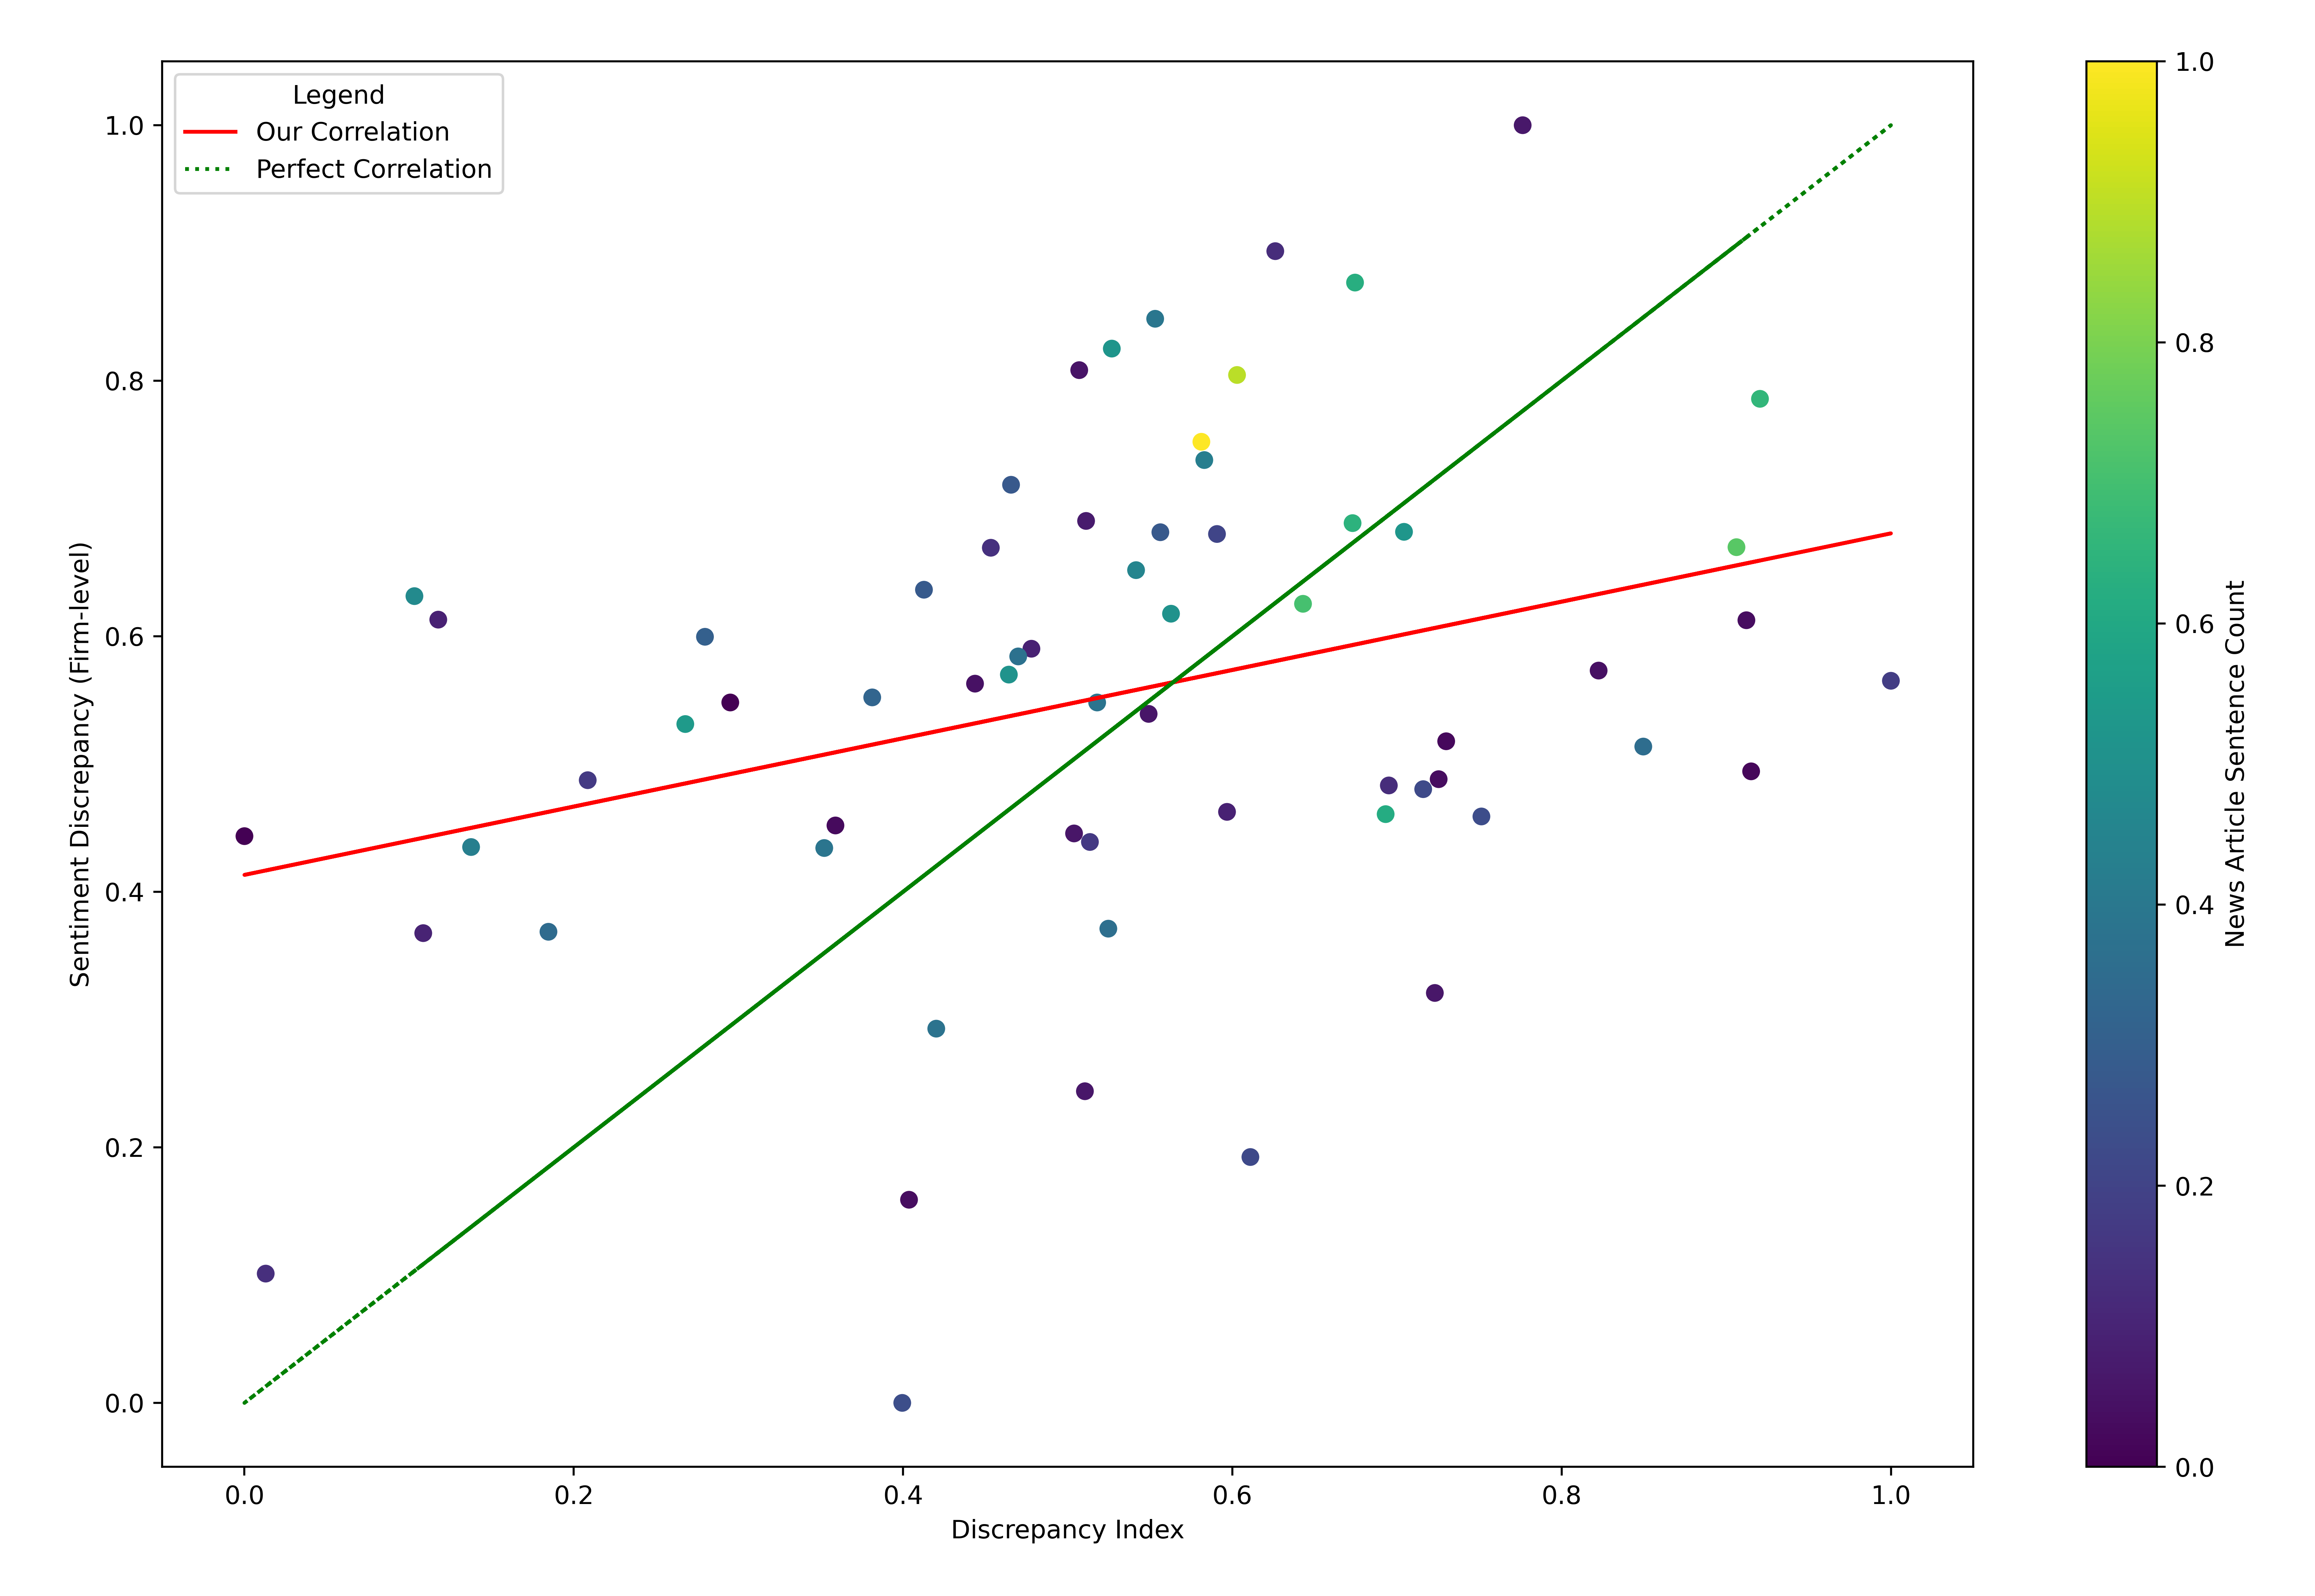 Legend
Our Correlation
Perfect Correlation
1.0
0.8
0.6
0.4
0.2
0.0
Sentiment Discrepancy (Firm-level)
0.0 0.2 0.4 0.6 0.8 1.0
Discrepancy Index
1.0
0.8
0.6
0.4
0.2
0.0
News Article Sentence Count